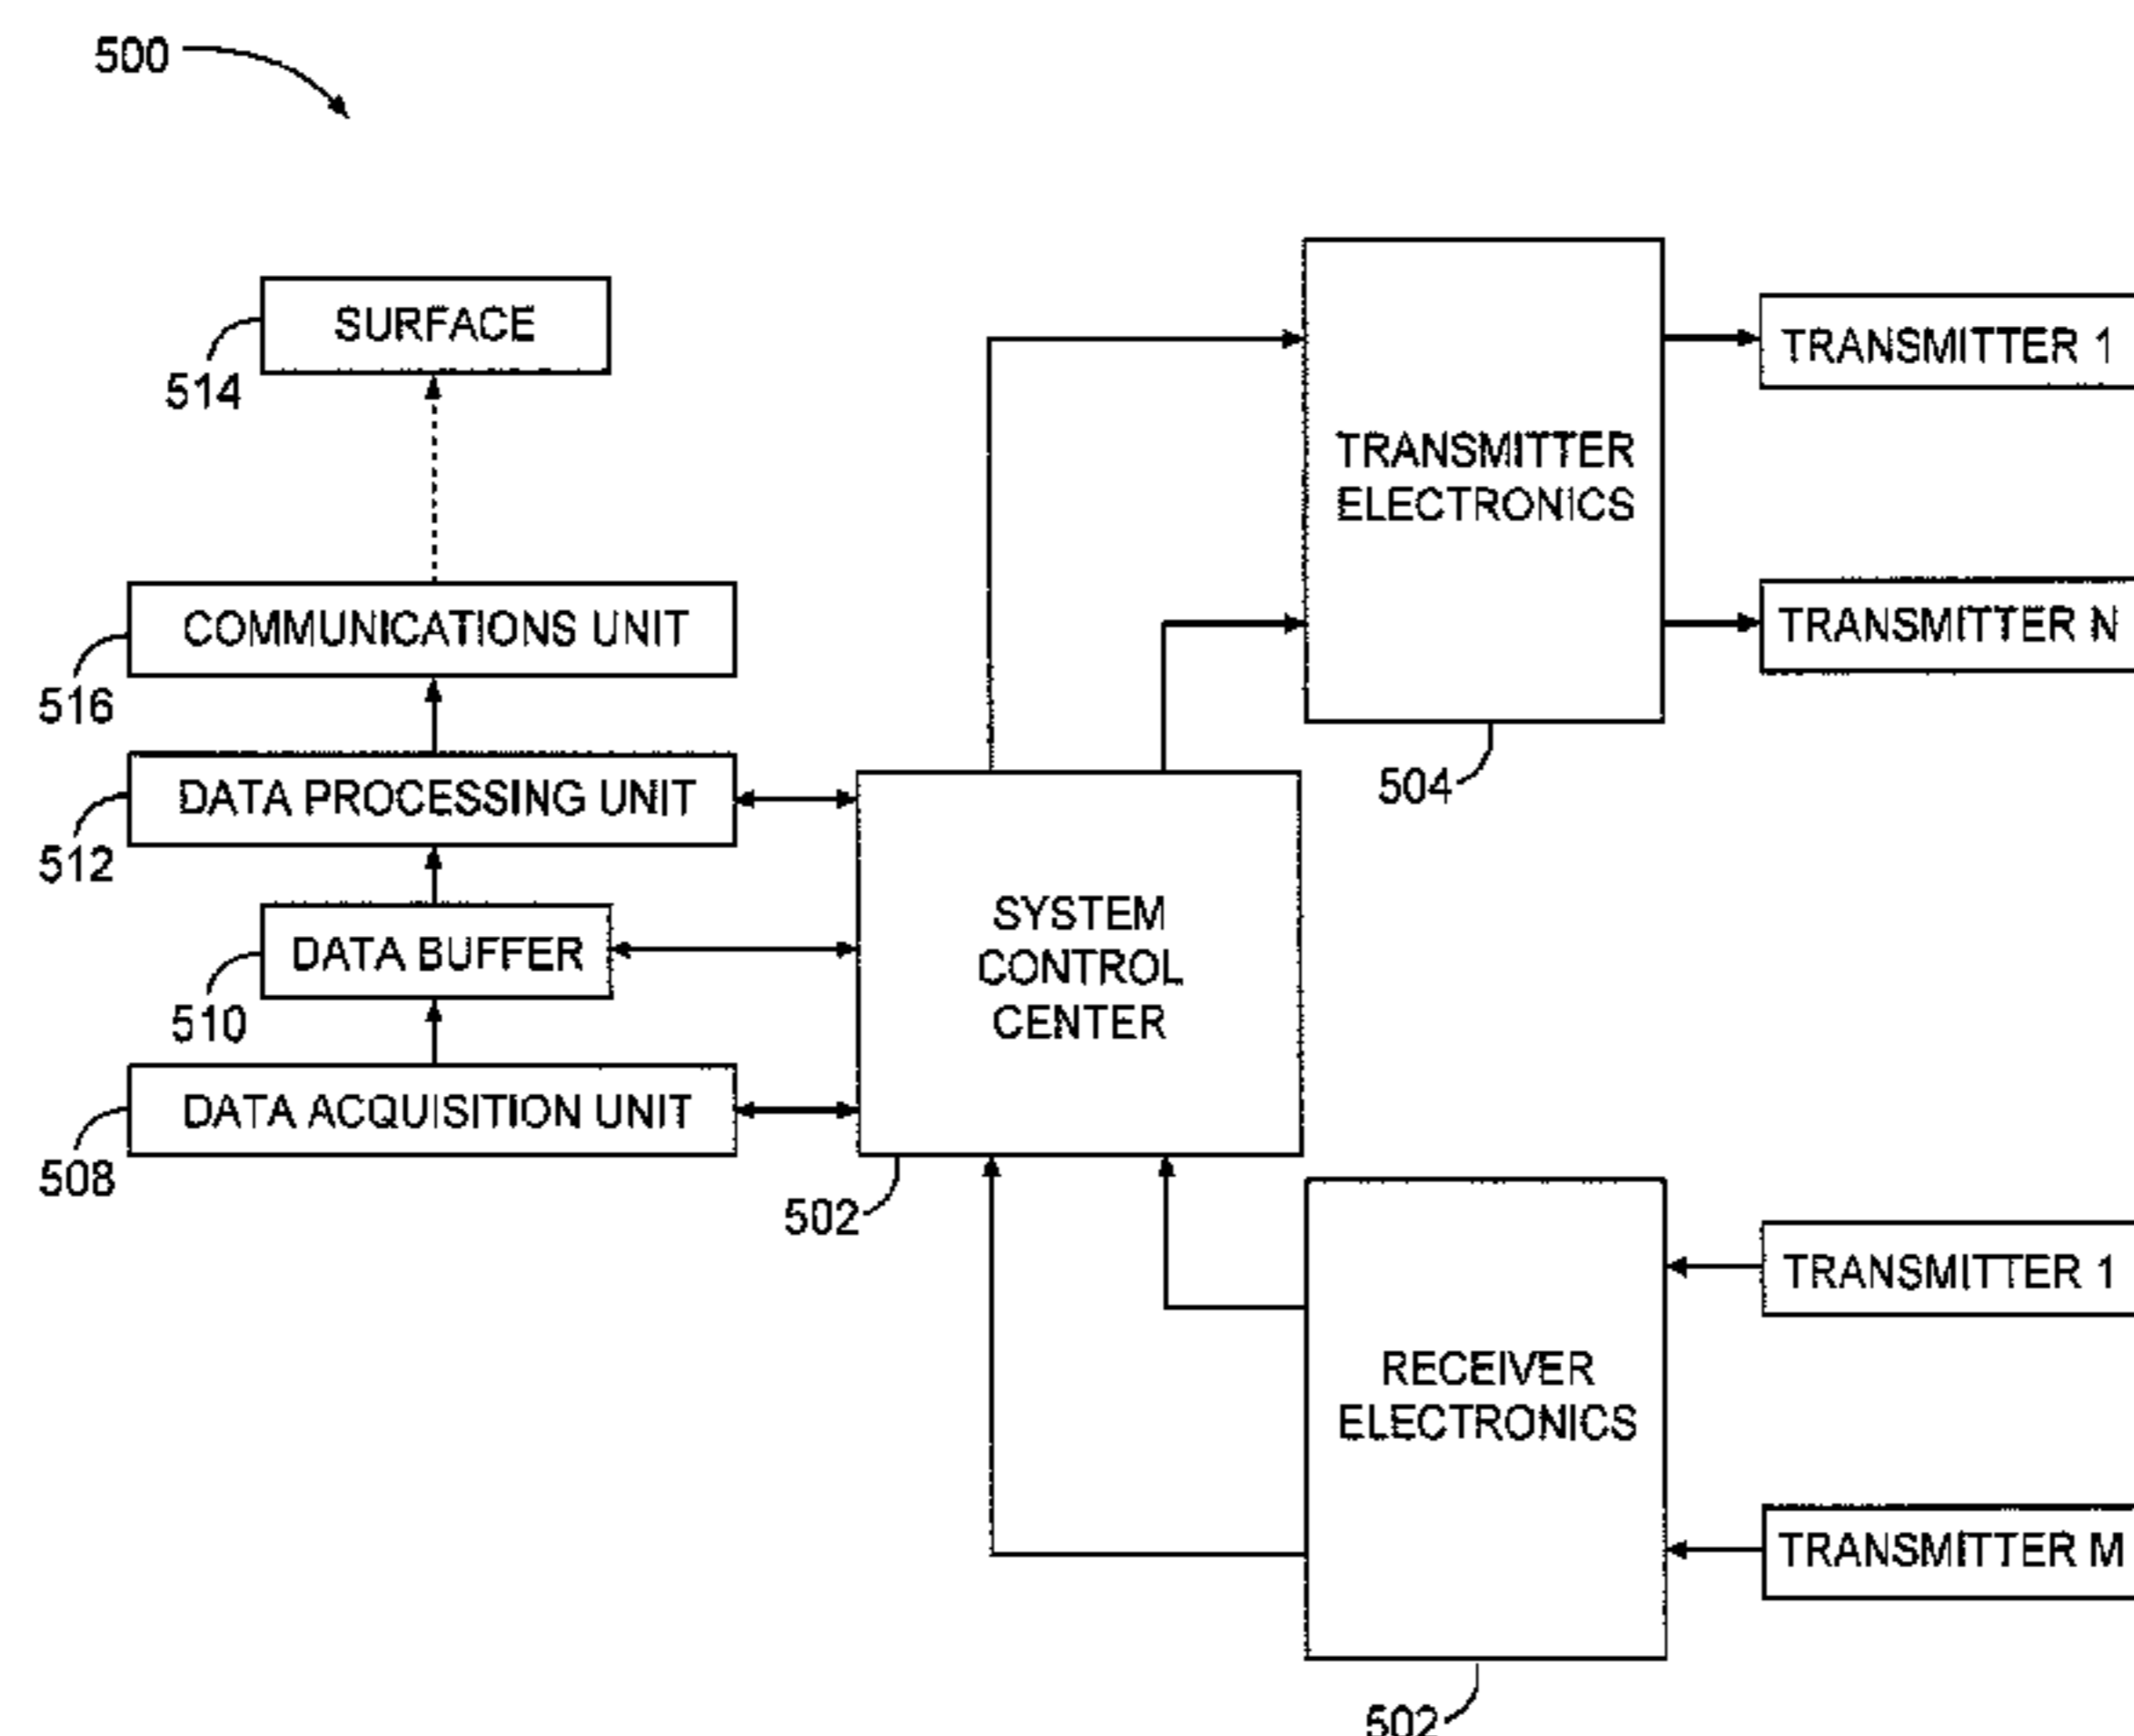 500
SURFACE
514
COMMUNICATIONS UNIT
516
DATA PROCESSING UNIT
512
DATA BUFFER
510
DATA ACQUISITION UNIT
508
SYSTEM
CONTROL
CENTER
502
TRANSMITTER
ELECTRONICS
504
TRANSMITTER 1
TRANSMITTER N
RECEIVER
ELECTRONICS
502
TRANSMITTER 1
TRANSMITTER M